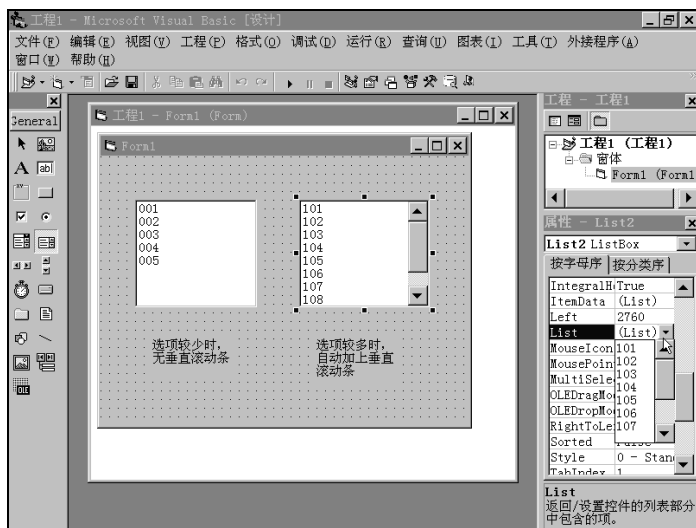 工程1 - Microsoft Visual Basic [设计]
文件(F) 编辑(E) 视图(V) 工程(P) 格式(O) 调试(D) 运行(R) 查询(U) 图表(I) 工具(T) 外接程序(A)
窗口(W) 帮助(H)
General
工程1 - Form1 (Form)
Form1
001
002
003
004
005
101
102
103
104
105
106
107
108
选项较少时，
无垂直滚动条
选项较多时，
自动加上垂直
滚动条
工程 - 工程1
工程1 (工程1)
窗体
Form1 (Form1
属性 - List2
List2 ListBox
按字母序 按分类序
IntegralH True
ItemData (List)
Left 2760
List (List)
MouseIcon
MousePoin
MultiSele
OLEDragMo
OLEDropMo
RightToLe
101
102
103
104
105
106
107
Sorted False
Style 0 - Stan
TabIndex 1
List
返回/设置控件的列表部分
中包含的项。